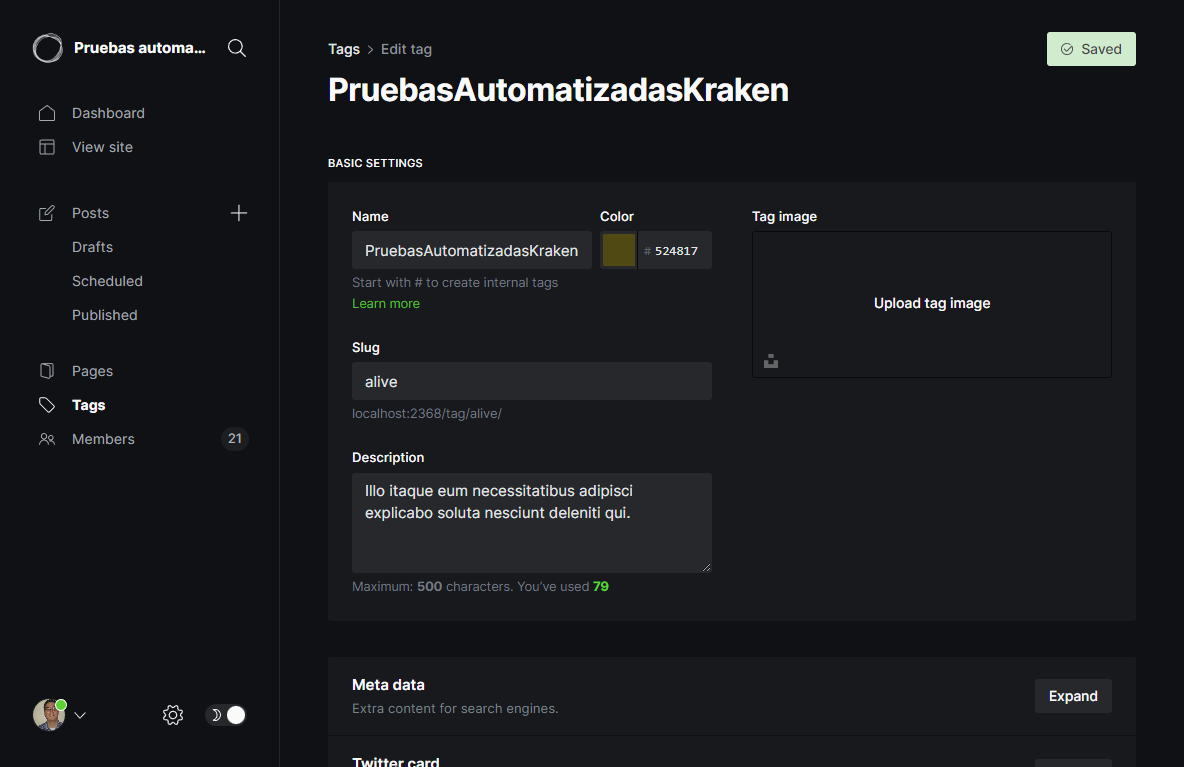 Pruebas automa...
Dashboard
View site
Posts
Drafts
Scheduled
Published
Pages
Tags
Members
21
Tags > Edit tag
Saved
PruebasAutomatizadasKraken
BASIC SETTINGS
Name
PruebasAutomatizadasKraken
Start with # to create internal tags
Learn more
Color
# 524817
Slug
alive
localhost:2368/tag/alive/
Description
Illo itaque eum necessitatibus adipisci
explicabo soluta nesciunt deleniti qui.
Maximum: 500 characters. You’ve used 79
Tag image
Upload tag image
Meta data
Extra content for search engines.
Expand
Twitter card